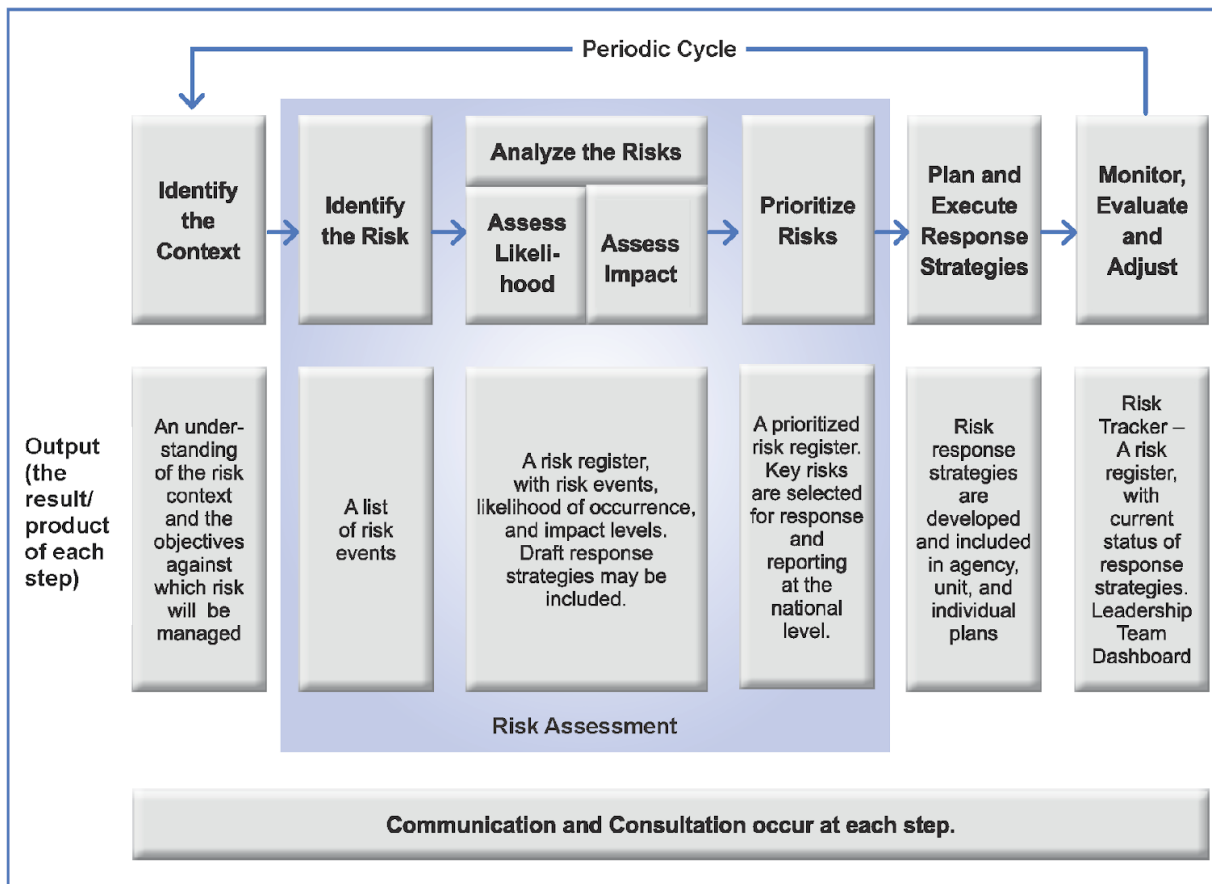 Periodic Cycle
Identify
the
Context
Identify
the Risk
Analyze the Risks
Assess
Likeli-
hood
Assess
Impact
Prioritize
Risks
Plan and
Execute
Response
Strategies
Monitor,
Evaluate
and
Adjust
Output
(the
result/
product
of each
step)
An under-
standing
of the risk
context
and the
objectives
against
which risk
will be
managed
A list
of risk
events
A risk register,
with risk events,
likelihood of occurrence,
and impact levels.
Draft response
strategies may be
included.
A prioritized
risk register.
Key risks
are selected
for response
and
reporting
at the
national
level.
Risk
response
strategies
are
developed
and included
in agency,
unit, and
individual
plans
Risk
Tracker –
A risk
register,
with
current
status of
response
strategies.
Leadership
Team
Dashboard
Risk Assessment
Communication and Consultation occur at each step.